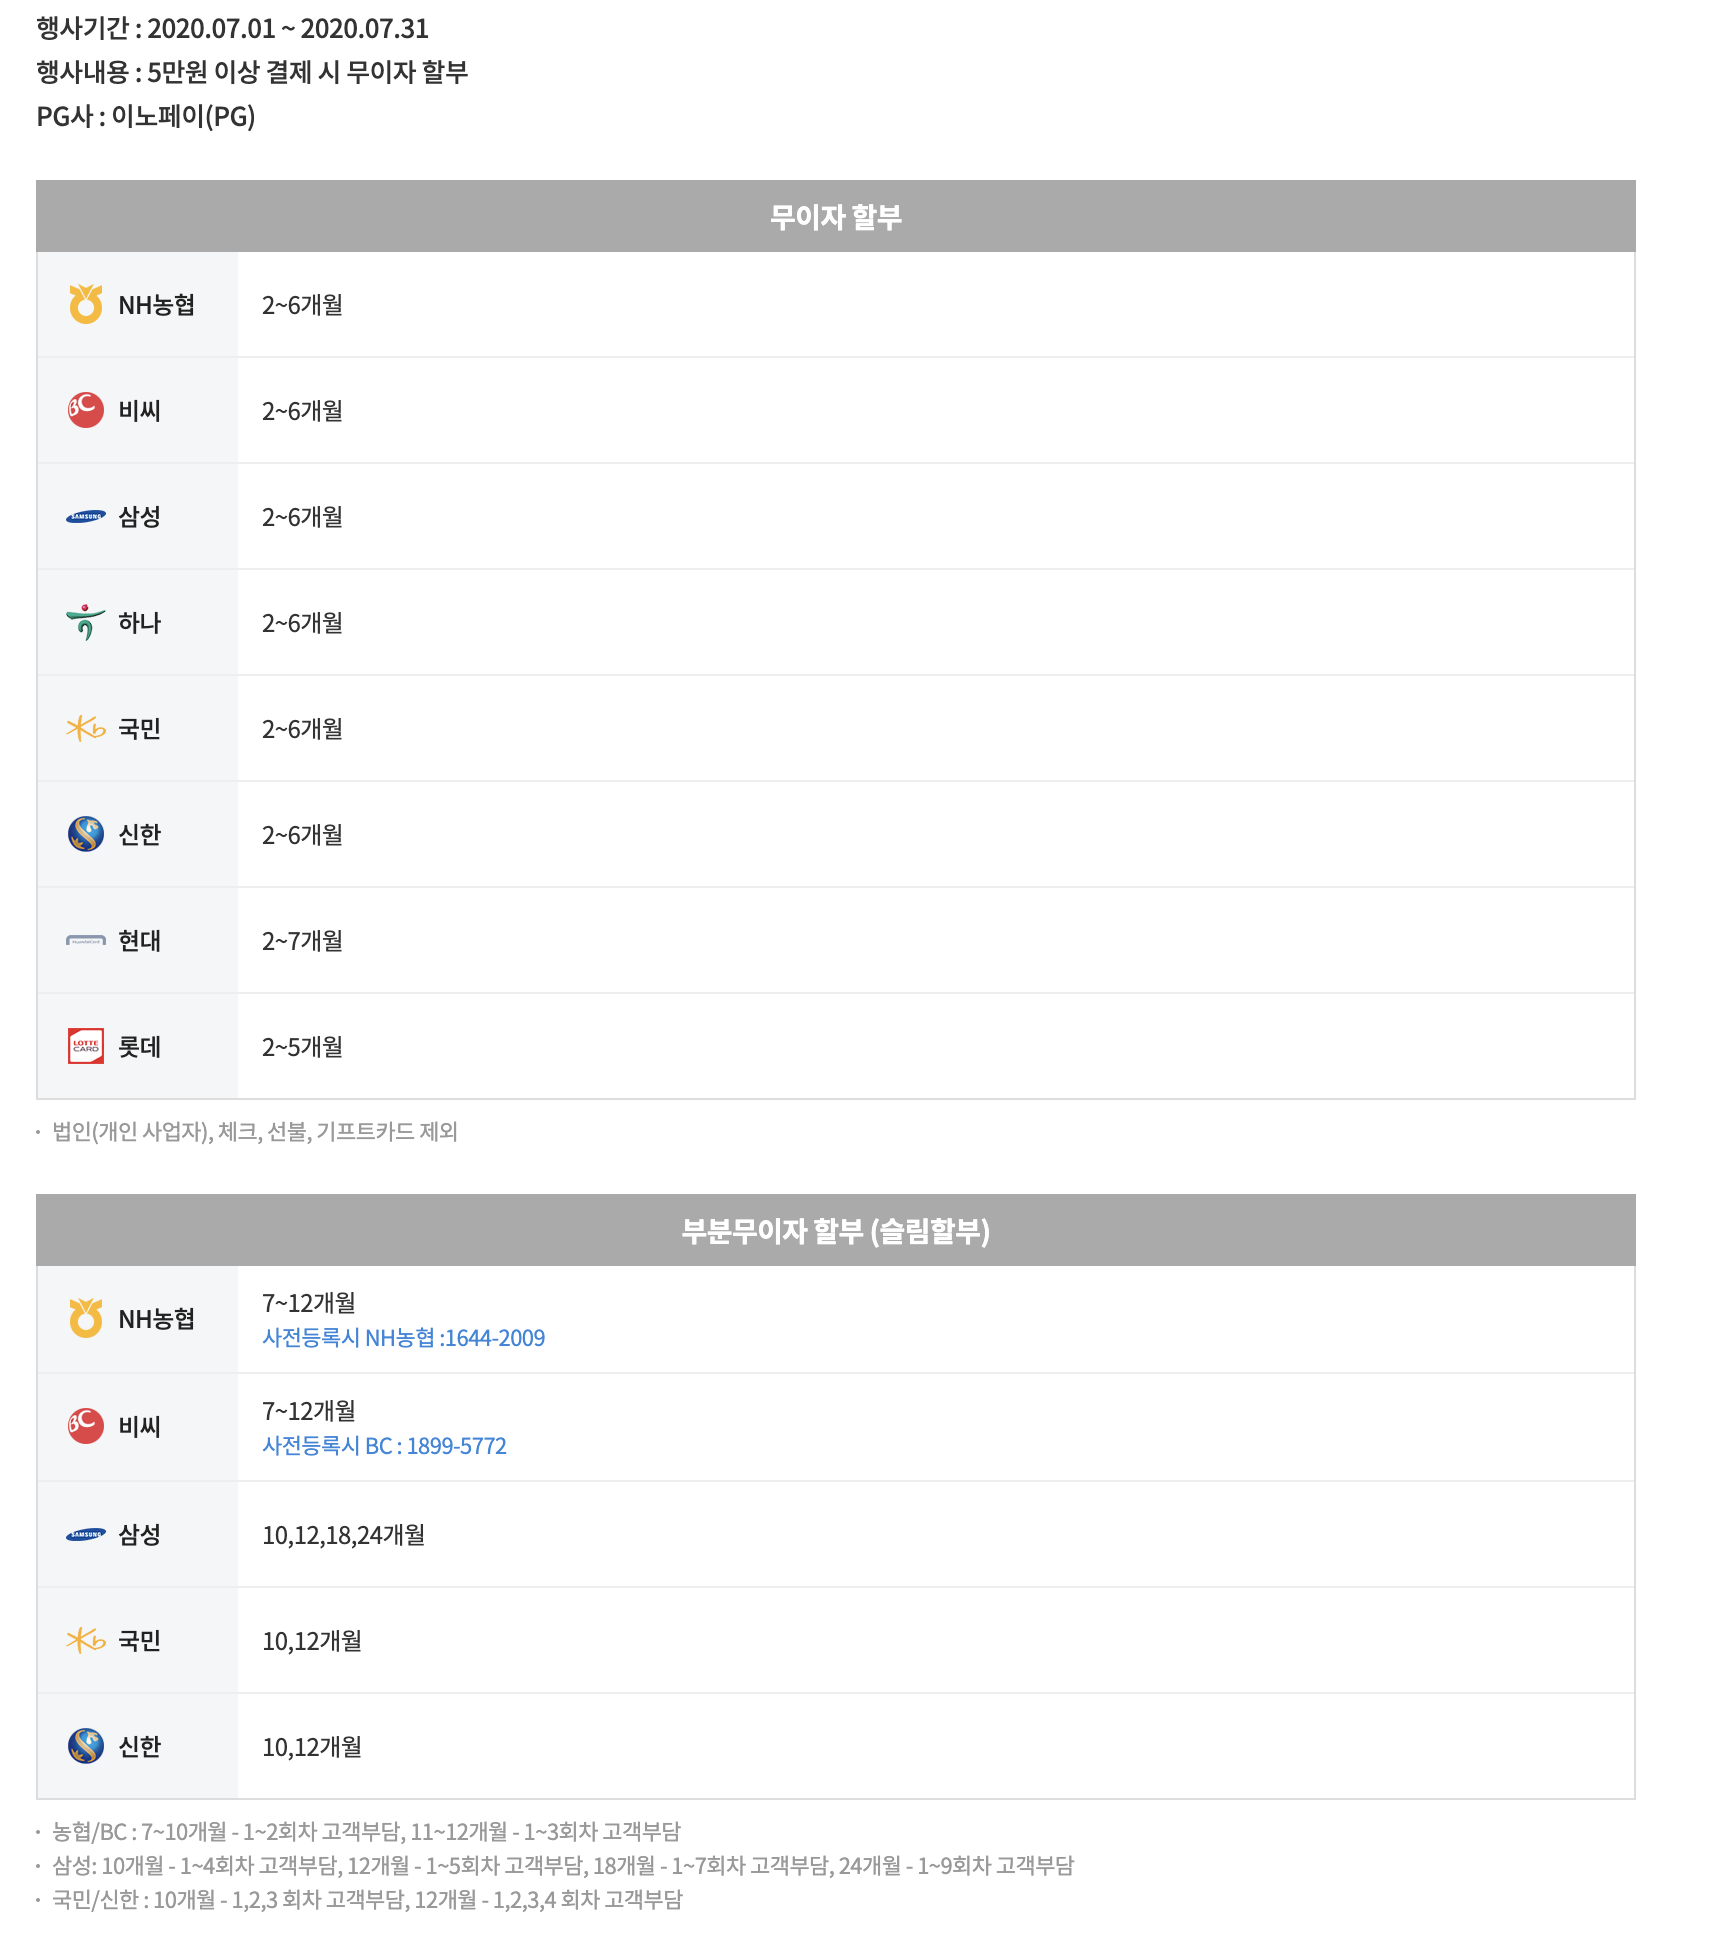 행사기간 : 2020.07.01 ~ 2020.07.31
행사내용 : 5만원 이상 결제 시 무이자 할부
PG사 : 이노페이(PG)
무이자 할부
NH농협 2~6개월
BC 비씨 2~6개월
SAMSUNG 삼성 2~6개월
하나 2~6개월
국민 2~6개월
신한 2~6개월
현대 2~7개월
LOTTE CARD 롯데 2~5개월
· 법인(개인 사업자), 체크, 선불, 기프트카드 제외
부분무이자 할부 (슬림할부)
NH농협 7~12개월
사전등록시 NH농협 :1644-2009
BC 비씨 7~12개월
사전등록시 BC : 1899-5772
SAMSUNG 삼성 10,12,18,24개월
국민 10,12개월
신한 10,12개월
· 농협/BC : 7~10개월 - 1~2회차 고객부담, 11~12개월 - 1~3회차 고객부담
· 삼성: 10개월 - 1~4회차 고객부담, 12개월 - 1~5회차 고객부담, 18개월 - 1~7회차 고객부담, 24개월 - 1~9회차 고객부담
· 국민/신한 : 10개월 - 1,2,3 회차 고객부담, 12개월 - 1,2,3,4 회차 고객부담